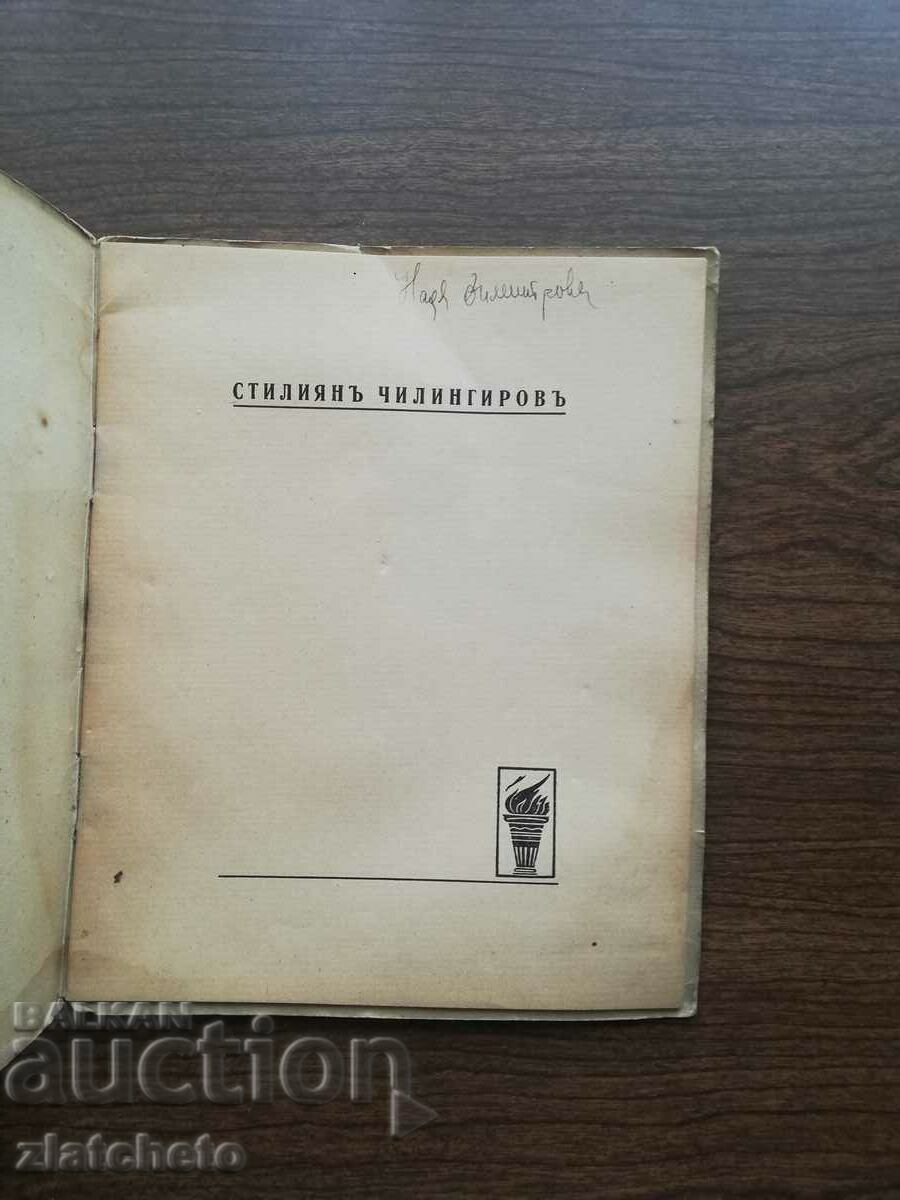 Надя Димитрова
СТИЛИЯНЪ ЧИЛИНГИРОВЪ
BALKAN
auction
zlatcheto